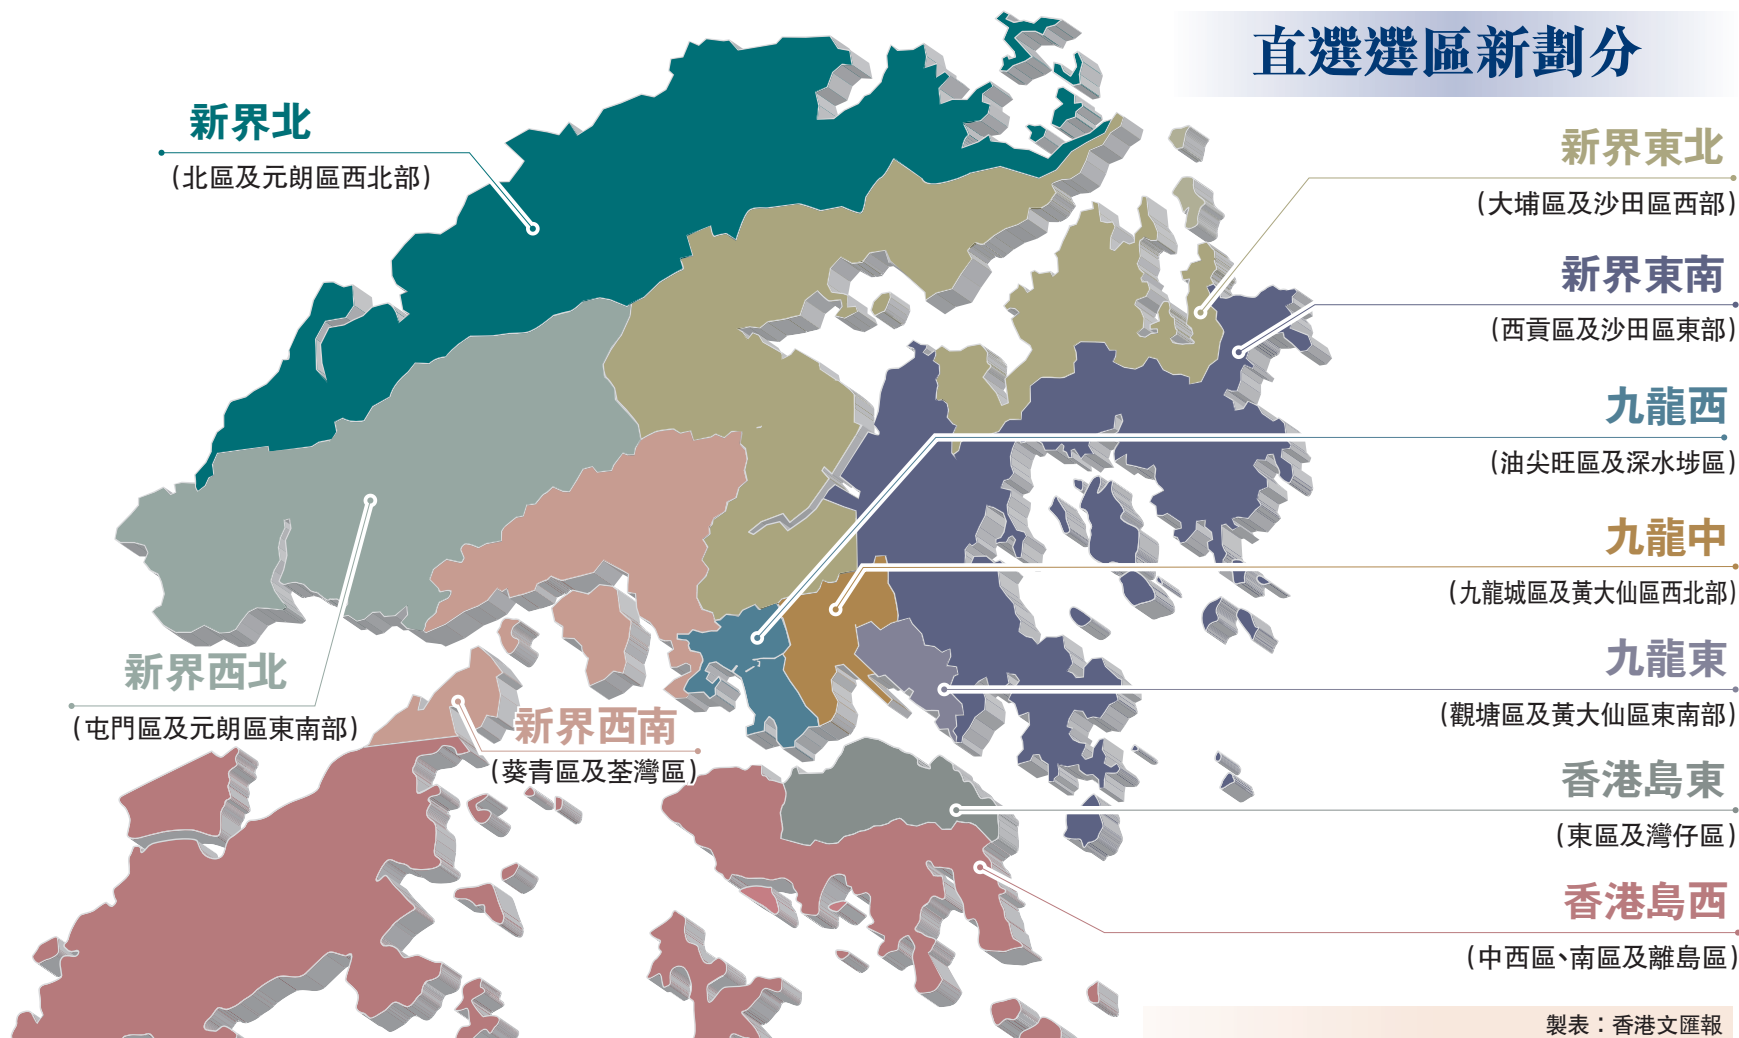 直選選區新劃分
新界北
(北區及元朗區西北部)
新界東北
(大埔區及沙田區西部)
新界東南
(西貢區及沙田區東部)
九龍西
(油尖旺區及深水埗區)
九龍中
(九龍城區及黃大仙區西北部)
九龍東
(觀塘區及黃大仙區東南部)
新界西北
(屯門區及元朗區東南部)
新界西南
(葵青區及荃灣區)
香港島東
(東區及灣仔區)
香港島西
(中西區、南區及離島區)
製表：香港文匯報